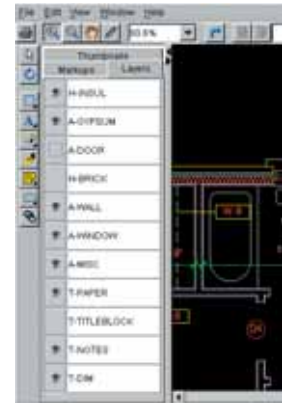 File Edit View Window Help
Thumbnails
Markups Layers
H-INSUL
A-GYPSUM
A-DOOR
H-BRICK
A-WALL
A-WINDOW
A-MISC
T-PAPER
T-TITLEBLOCK
T-NOTES
T-DIM